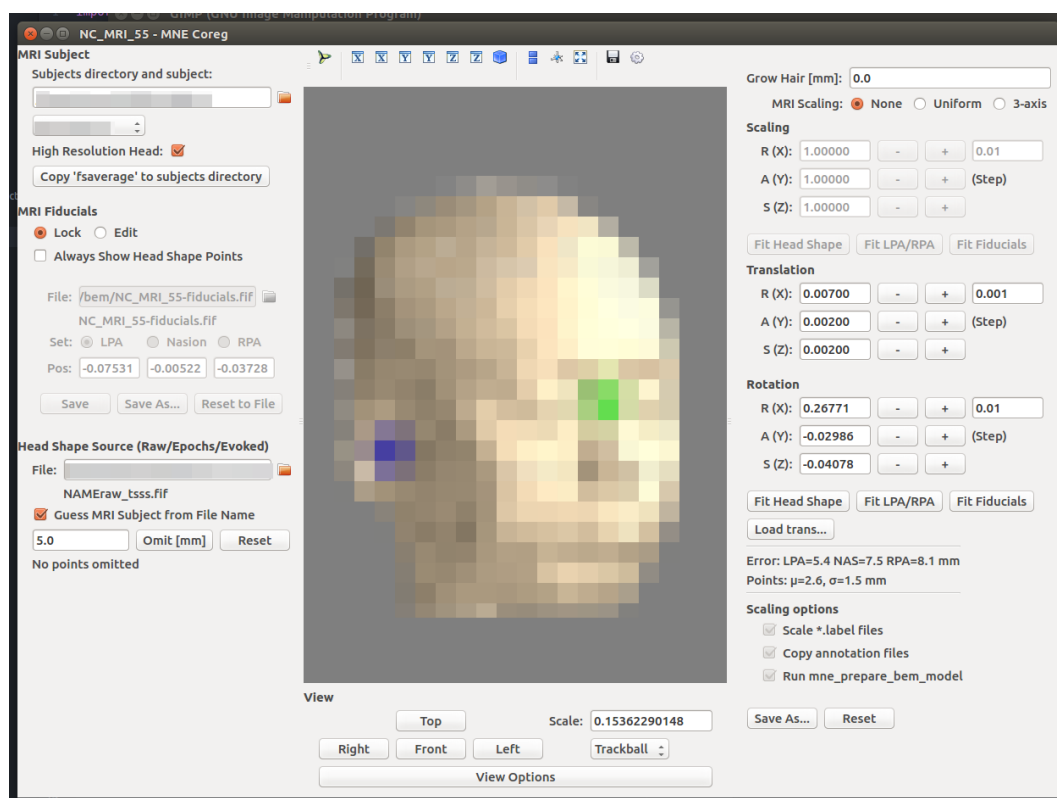 GIMP (GNU Image Manipulation Program)
NC_MRI_55 - MNE Coreg
MRI Subject
Subjects directory and subject:
High Resolution Head:
Copy 'fsaverage' to subjects directory
MRI Fiducials
Lock Edit
Always Show Head Shape Points
File: /bem/NC_MRI_55-fiducials.fif
NC_MRI_55-fiducials.fif
Set: LPA Nasion RPA
Pos: -0.07531 -0.00522 -0.03728
Save Save As... Reset to File
Head Shape Source (Raw/Epochs/Evoked)
File:
NAMEraw_tsss.fif
Guess MRI Subject from File Name
5.0 Omit [mm] Reset
No points omitted
X X Y Y Z Z
View
Top Scale: 0.15362290148
Right Front Left Trackball
View Options
Grow Hair [mm]: 0.0
MRI Scaling: None Uniform 3-axis
Scaling
R (X): 1.00000 - + 0.01
A (Y): 1.00000 - + (Step)
S (Z): 1.00000 - +
Fit Head Shape Fit LPA/RPA Fit Fiducials
Translation
R (X): 0.00700 - + 0.001
A (Y): 0.00200 - + (Step)
S (Z): 0.00200 - +
Rotation
R (X): 0.26771 - + 0.01
A (Y): -0.02986 - + (Step)
S (Z): -0.04078 - +
Fit Head Shape Fit LPA/RPA Fit Fiducials
Load trans...
Error: LPA=5.4 NAS=7.5 RPA=8.1 mm
Points: μ=2.6, σ=1.5 mm
Scaling options
Scale *.label files
Copy annotation files
Run mne_prepare_bem_model
Save As... Reset